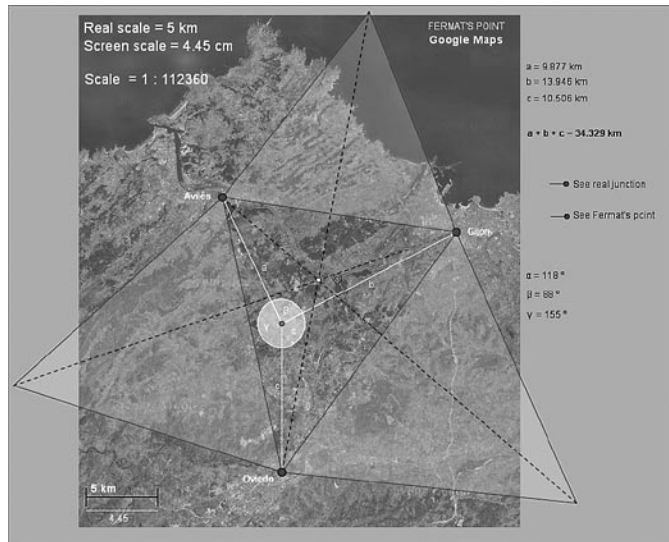 Real scale = 5 km
Screen scale = 4.45 cm
Scale = 1 : 112360
FERMAT'S POINT
Google Maps
a = 9.877 km
b = 13.946 km
c = 10.506 km
a + b + c = 34.329 km
See real junction
See Fermat's point
Avilés
Gijón
a
b
β
γ
α
c
α = 118 º
β = 88 º
γ = 155 º
Oviedo
5 km
4.45